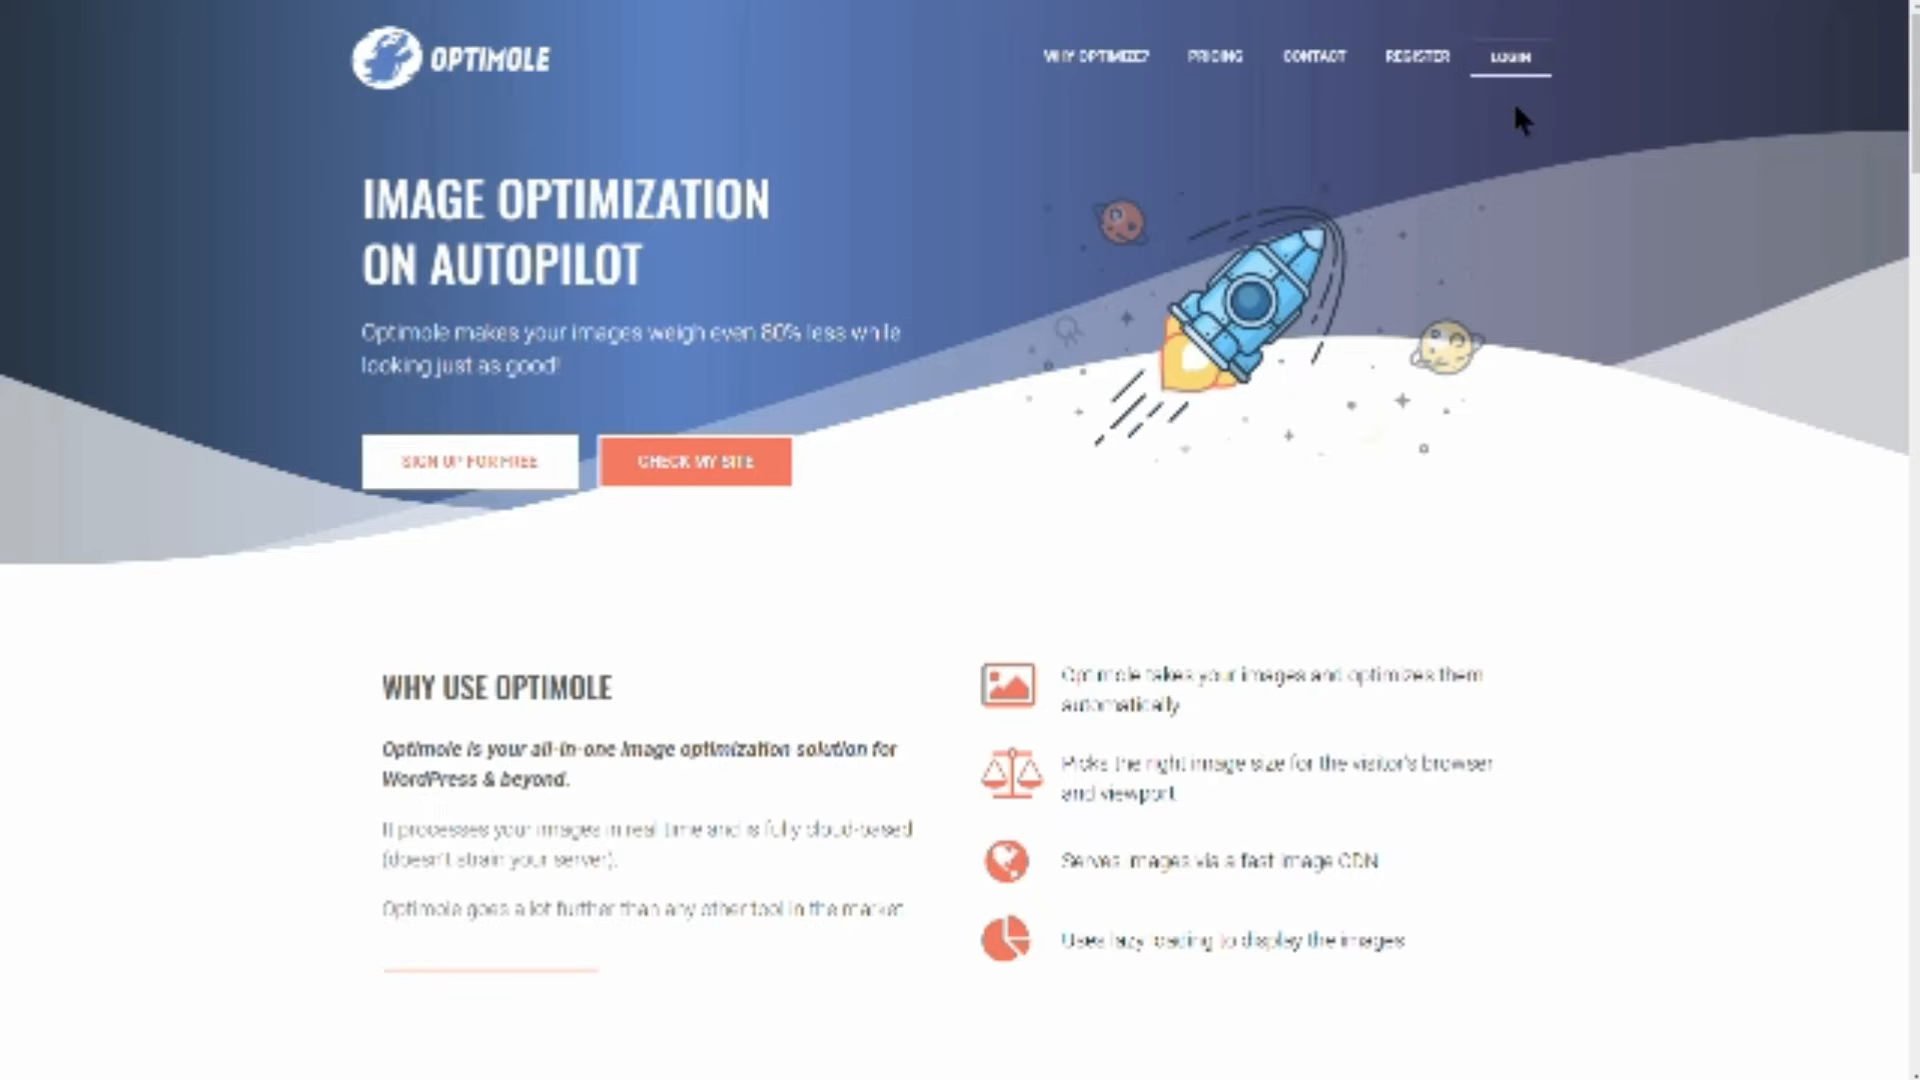 OPTIMOLE
WHY OPTIMIZE? PRICING CONTACT REGISTER LOGIN
IMAGE OPTIMIZATION
ON AUTOPILOT
Optimole makes your images weigh even 80% less while
looking just as good!
SIGN UP FOR FREE CHECK MY SITE
WHY USE OPTIMOLE
Optimole is your all-in-one image optimization solution for
WordPress & beyond.
It processes your images in real time and is fully cloud-based
(doesn't strain your server).
Optimole goes a lot further than any other tool in the market.
Optimole takes your images and optimizes them
automatically
Picks the right image size for the visitor's browser
and viewport
Serves images via a fast image CDN
Uses lazy loading to display the images